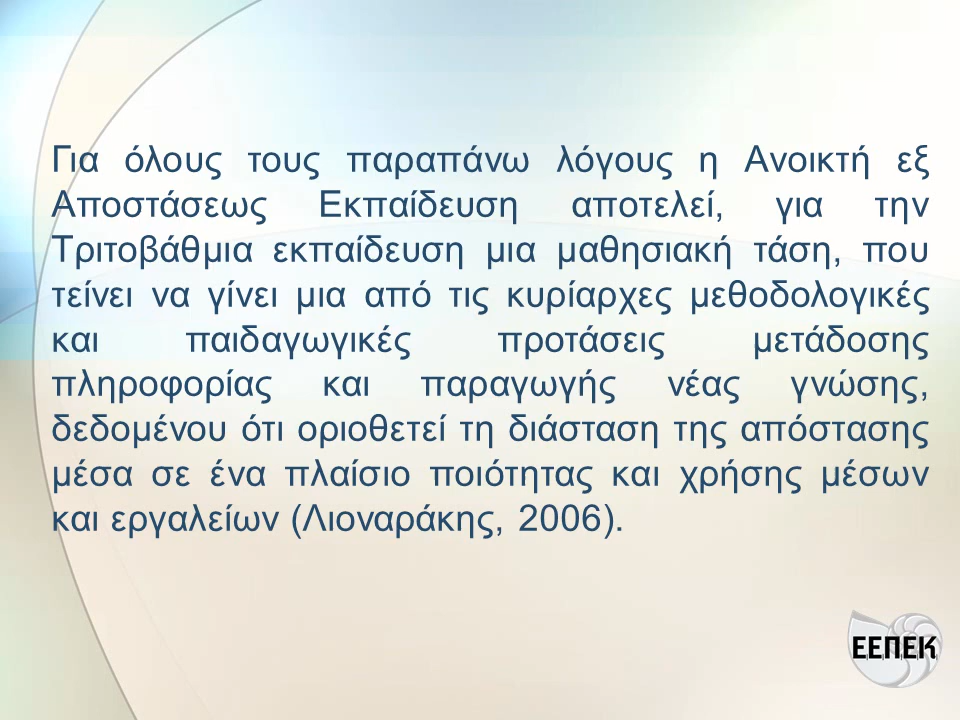 Για όλους τους παραπάνω λόγους η Ανοικτή εξ
Αποστάσεως Εκπαίδευση αποτελεί, για την
Τριτοβάθμια εκπαίδευση μια μαθησιακή τάση, που
τείνει να γίνει μια από τις κυρίαρχες μεθοδολογικές
και παιδαγωγικές προτάσεις μετάδοσης
πληροφορίας και παραγωγής νέας γνώσης,
δεδομένου ότι οριοθετεί τη διάσταση της απόστασης
μέσα σε ένα πλαίσιο ποιότητας και χρήσης μέσων
και εργαλείων (Λιοναράκης, 2006).
ΕΕΠΕΚ